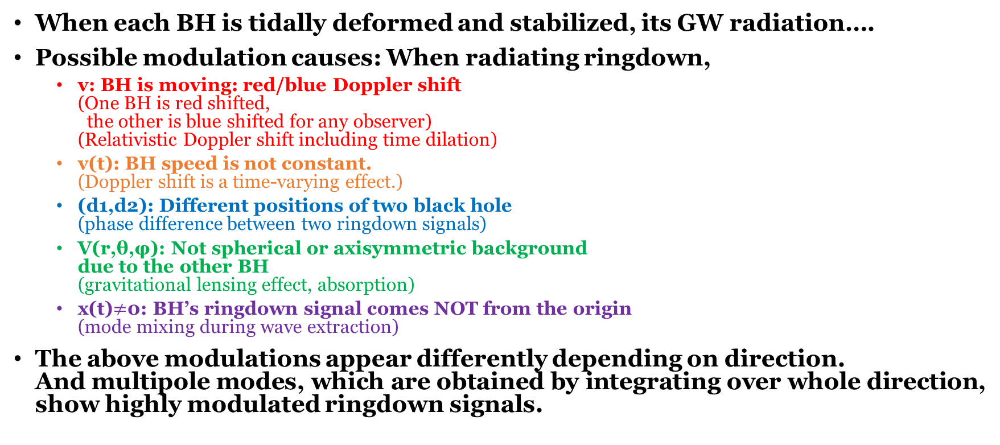 • When each BH is tidally deformed and stabilized, its GW radiation....
• Possible modulation causes: When radiating ringdown,
• v: BH is moving: red/blue Doppler shift
(One BH is red shifted,
the other is blue shifted for any observer)
(Relativistic Doppler shift including time dilation)
• v(t): BH speed is not constant.
(Doppler shift is a time-varying effect.)
• (d1,d2): Different positions of two black hole
(phase difference between two ringdown signals)
• V(r,θ,φ): Not spherical or axisymmetric background
due to the other BH
(gravitational lensing effect, absorption)
• x(t)≠0: BH’s ringdown signal comes NOT from the origin
(mode mixing during wave extraction)
• The above modulations appear differently depending on direction.
And multipole modes, which are obtained by integrating over whole direction,
show highly modulated ringdown signals.